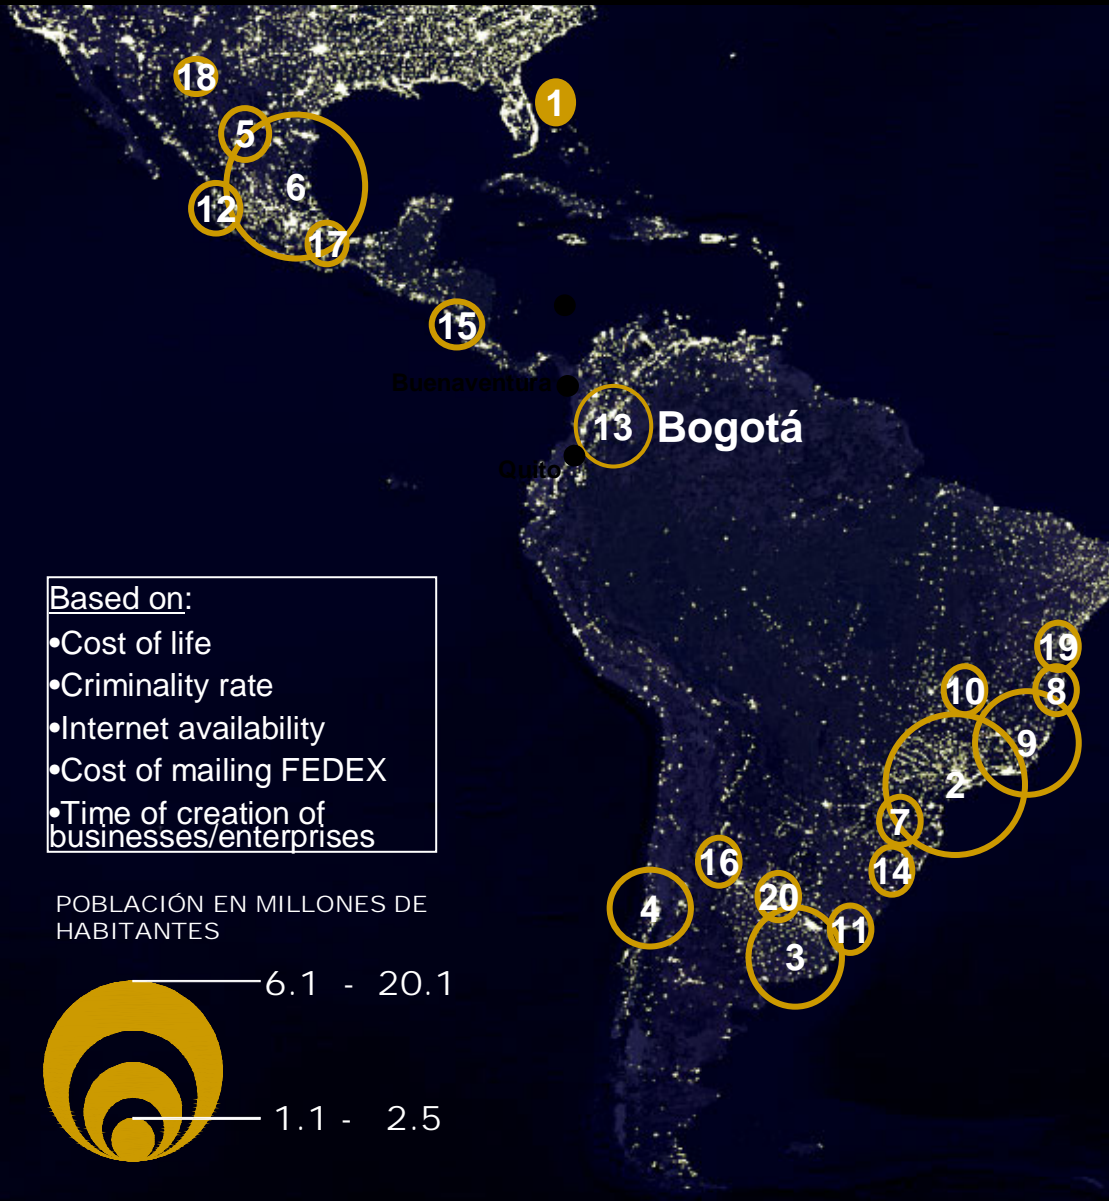 18
1
5
6
12
17
15
Buenaventura
13 Bogotá
Quito
Based on:
•Cost of life
•Criminality rate
•Internet availability
•Cost of mailing FEDEX
•Time of creation of
businesses/enterprises
19
10
8
9
2
7
16
14
20
4
11
3
POBLACIÓN EN MILLONES DE
HABITANTES
6.1 - 20.1
1.1 - 2.5